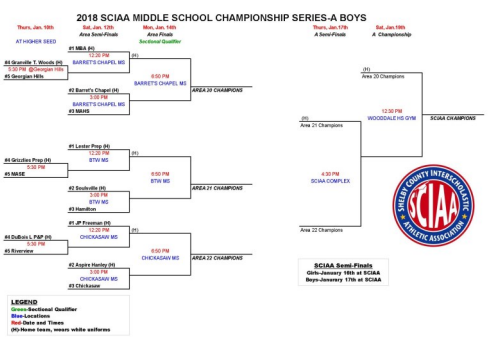 2018 SCIAA MIDDLE SCHOOL CHAMPIONSHIP SERIES-A BOYS
Thurs, Jan. 10th
Sat, Jan. 12th
Mon, Jan. 14th
Thurs, Jan.17th
Sat, Jan.19th
Area Semi-Finals
Area Finals
A Semi-Finals
A Championship
AT HIGHER SEED
Sectional Qualifier
#1 MBA (H)
12:20 PM
BARRET'S CHAPEL MS
(H)
#4 Granville T. Woods (H)
5:30 PM @Georgian Hills
#5 Georgian Hills
6:50 PM
BARRET'S CHAPEL MS
AREA 20 CHAMPIONS
#2 Barret's Chapel (H)
3:00 PM
BARRET'S CHAPEL MS
#3 MAHS
(H)
Area 20 Champions
12:30 PM
WOODDALE HS GYM
SCIAA CHAMPIONS
(H)
Area 21 Champions
4:30 PM
SCIAA COMPLEX
Area 22 Champions
#1 Lester Prep (H)
12:20 PM
BTW MS
(H)
#4 Grizzlies Prep (H)
5:30 PM
#5 MASE
6:50 PM
BTW MS
AREA 21 CHAMPIONS
#2 Soulsville (H)
3:00 PM
BTW MS
#3 Hamilton
#1 JP Freeman (H)
12:20 PM
CHICKASAW MS
(H)
#4 DuBois L P&P (H)
5:30 PM
#5 Riverview
6:50 PM
CHICKASAW MS
AREA 22 CHAMPIONS
#2 Aspire Hanley (H)
3:00 PM
CHICKASAW MS
#3 Chickasaw
SHELBY COUNTY INTERSCHOLASTIC
SCIAA
ATHLETIC ASSOCIATION
SCIAA Semi-Finals
Girls-January 16th at SCIAA
Boys-Janurary 17th at SCIAA
LEGEND
Green-Sectional Qualifier
Blue-Locations
Red-Date and Times
(H)-Home team, wears white uniforms